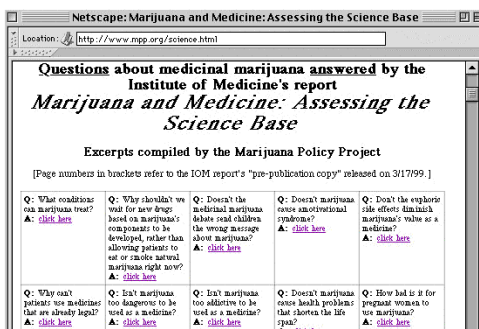 Netscape: Marijuana and Medicine: Assessing the Science Base
Location: http://www.mpp.org/science.html
Questions about medicinal marijuana answered by the
Institute of Medicine's report
Marijuana and Medicine: Assessing the
Science Base
Excerpts compiled by the Marijuana Policy Project
[Page numbers in brackets refer to the IOM report's "pre-publication copy" released on 3/17/99.]
Q: What conditions
can marijuana treat?
A: click here
Q: Why shouldn't we
wait for new drugs
based on marijuana's
components to be
developed, rather than
allowing patients to
eat or smoke natural
marijuana right now?
A: click here
Q: Doesn't the
medicinal marijuana
debate send children
the wrong message
about marijuana?
A: click here
Q: Doesn't marijuana
cause amotivational
syndrome?
A: click here
Q: Don't the euphoric
side effects diminish
marijuana's value as a
medicine?
A: click here
Q: Why can't
patients use medicines
that are already legal?
A: click here
Q: Isn't marijuana
too dangerous to be
used as a medicine?
A: click here
Q: Isn't marijuana
too addictive to be
used as a medicine?
A: click here
Q: Doesn't marijuana
cause health problems
that shorten the life
span?
Q: How bad is it for
pregnant women to
use marijuana?
A: click here